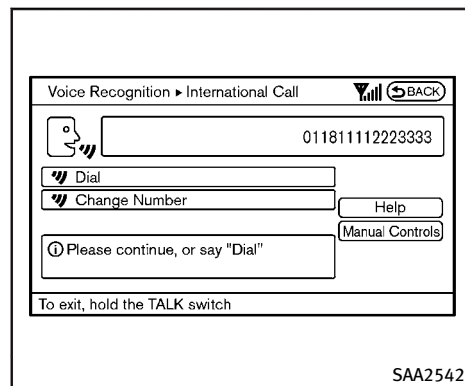 Voice Recognition ▸ International Call
BACK
011811112223333
Dial
Change Number
Help
Manual Controls
Please continue, or say "Dial"
To exit, hold the TALK switch
SAA2542